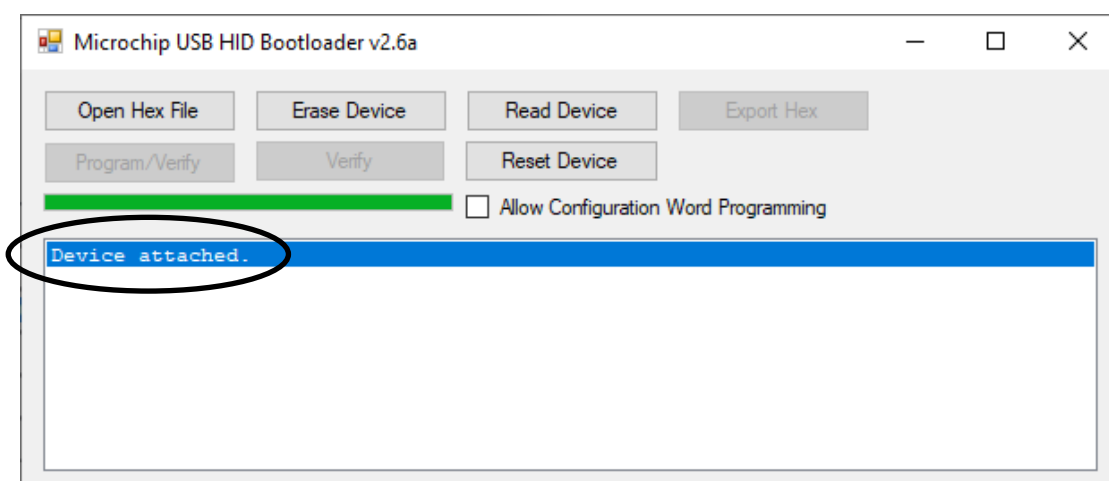 Microchip USB HID Bootloader v2.6a
Open Hex File Erase Device Read Device Export Hex
Program/Verify Verify Reset Device
Allow Configuration Word Programming
Device attached.